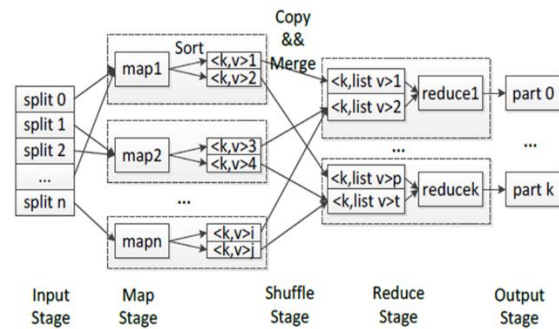 Copy
&&
Merge
Sort
map1
<k,v>1
<k,v>2
<k,list v>1
<k,list v>2
reduce1
part 0
split 0
split 1
split 2
...
split n
map2
<k,v>3
<k,v>4
...
...
...
mapn
<k,v>i
<k,v>j
<k,list v>p
<k,list v>t
reducek
part k
Input
Stage
Map
Stage
Shuffle
Stage
Reduce
Stage
Output
Stage